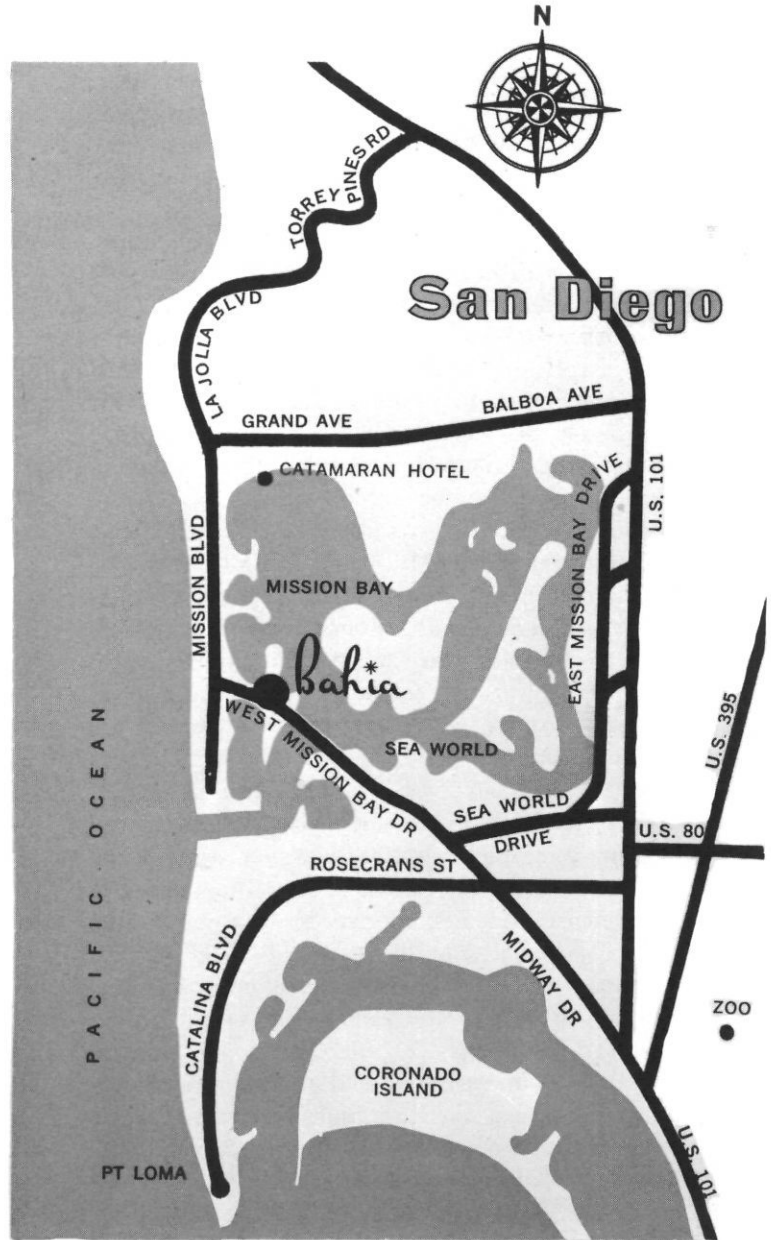 N
TORREY
PINES RD
San Diego
LA JOLLA BLVD
GRAND AVE
BALBOA AVE
CATAMARAN HOTEL
U.S. 101
EAST MISSION BAY DRIVE
MISSION BLVD
MISSION BAY
Bahia*
WEST MISSION BAY DR
SEA WORLD
U.S. 395
PACIFIC OCEAN
SEA WORLD
DRIVE
U.S. 80
ROSECRANS ST
CATALINA BLVD
MIDWAY DR
ZOO
CORONADO
ISLAND
PT LOMA
U.S. 101